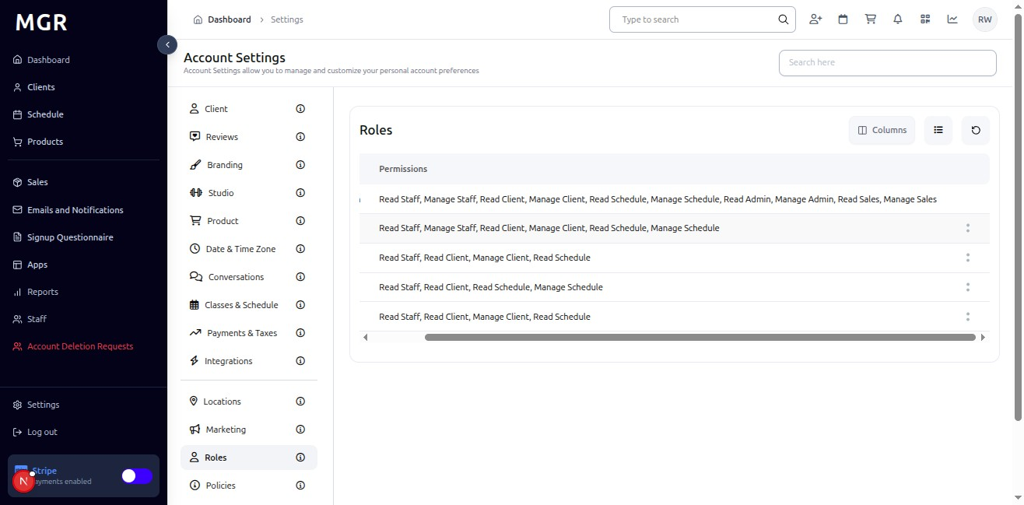 MGR
Dashboard
Clients
Schedule
Products
Sales
Emails and Notifications
Signup Questionnaire
Apps
Reports
Staff
Account Deletion Requests
Settings
Log out
Stripe
ayments enabled
N
Dashboard > Settings
Type to search
RW
Account Settings
Account Settings allow you to manage and customize your personal account preferences
Search here
Client
Reviews
Branding
Studio
Product
Date & Time Zone
Conversations
Classes & Schedule
Payments & Taxes
Integrations
Locations
Marketing
Roles
Policies
Roles
Columns
Permissions
Read Staff, Manage Staff, Read Client, Manage Client, Read Schedule, Manage Schedule, Read Admin, Manage Admin, Read Sales, Manage Sales
Read Staff, Manage Staff, Read Client, Manage Client, Read Schedule, Manage Schedule
Read Staff, Read Client, Manage Client, Read Schedule
Read Staff, Read Client, Read Schedule, Manage Schedule
Read Staff, Read Client, Manage Client, Read Schedule